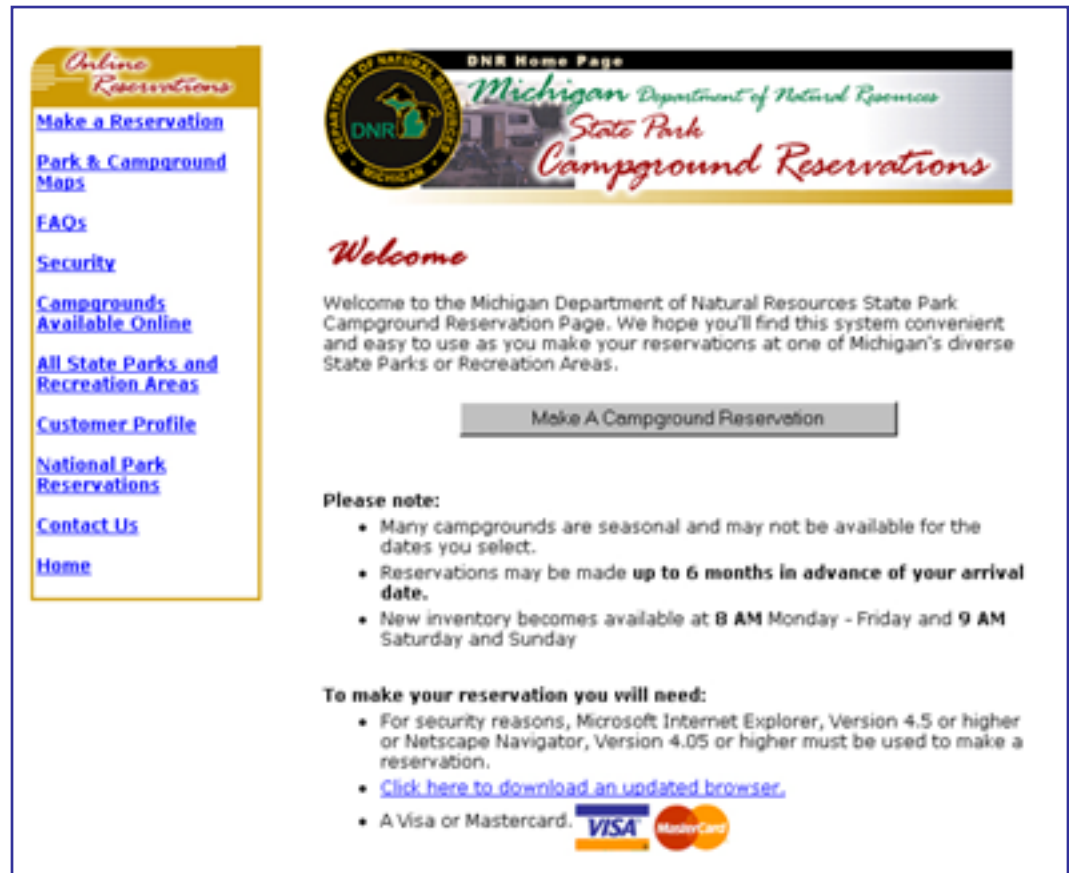 Online
Reservations
Make a Reservation
Park & Campground
Maps
FAQs
Security
Campgrounds
Available Online
All State Parks and
Recreation Areas
Customer Profile
National Park
Reservations
Contact Us
Home
DNR Home Page
DEPARTMENT OF NATURAL RESOURCES
MICHIGAN
DNR
Michigan Department of Natural Resources
State Park
Campground Reservations
Welcome
Welcome to the Michigan Department of Natural Resources State Park
Campground Reservation Page. We hope you'll find this system convenient
and easy to use as you make your reservations at one of Michigan's diverse
State Parks or Recreation Areas.
Make A Campground Reservation
Please note:
• Many campgrounds are seasonal and may not be available for the
dates you select.
• Reservations may be made up to 6 months in advance of your arrival
date.
• New inventory becomes available at 8 AM Monday - Friday and 9 AM
Saturday and Sunday
To make your reservation you will need:
• For security reasons, Microsoft Internet Explorer, Version 4.5 or higher
or Netscape Navigator, Version 4.05 or higher must be used to make a
reservation.
• Click here to download an updated browser.
• A Visa or Mastercard. VISA MasterCard